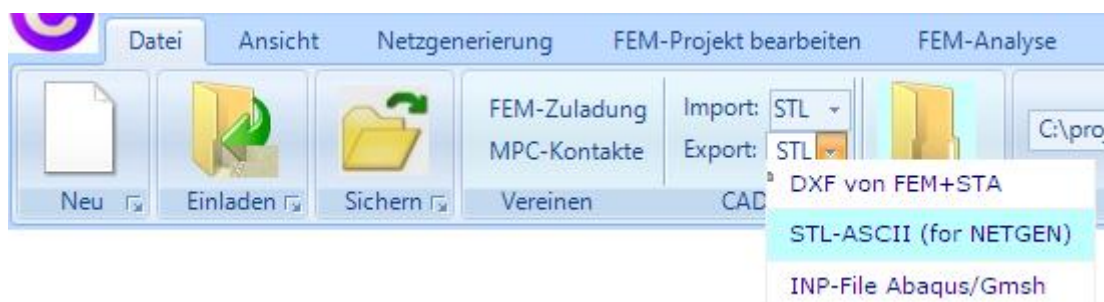 Datei Ansicht Netzgenerierung FEM-Projekt bearbeiten FEM-Analyse
FEM-Zuladung Import: STL
C:\pro
MPC-Kontakte Export: STL
Neu Einladen Sichern Vereinen CAD
DXF von FEM+STA
STL-ASCII (for NETGEN)
INP-File Abaqus/Gmsh